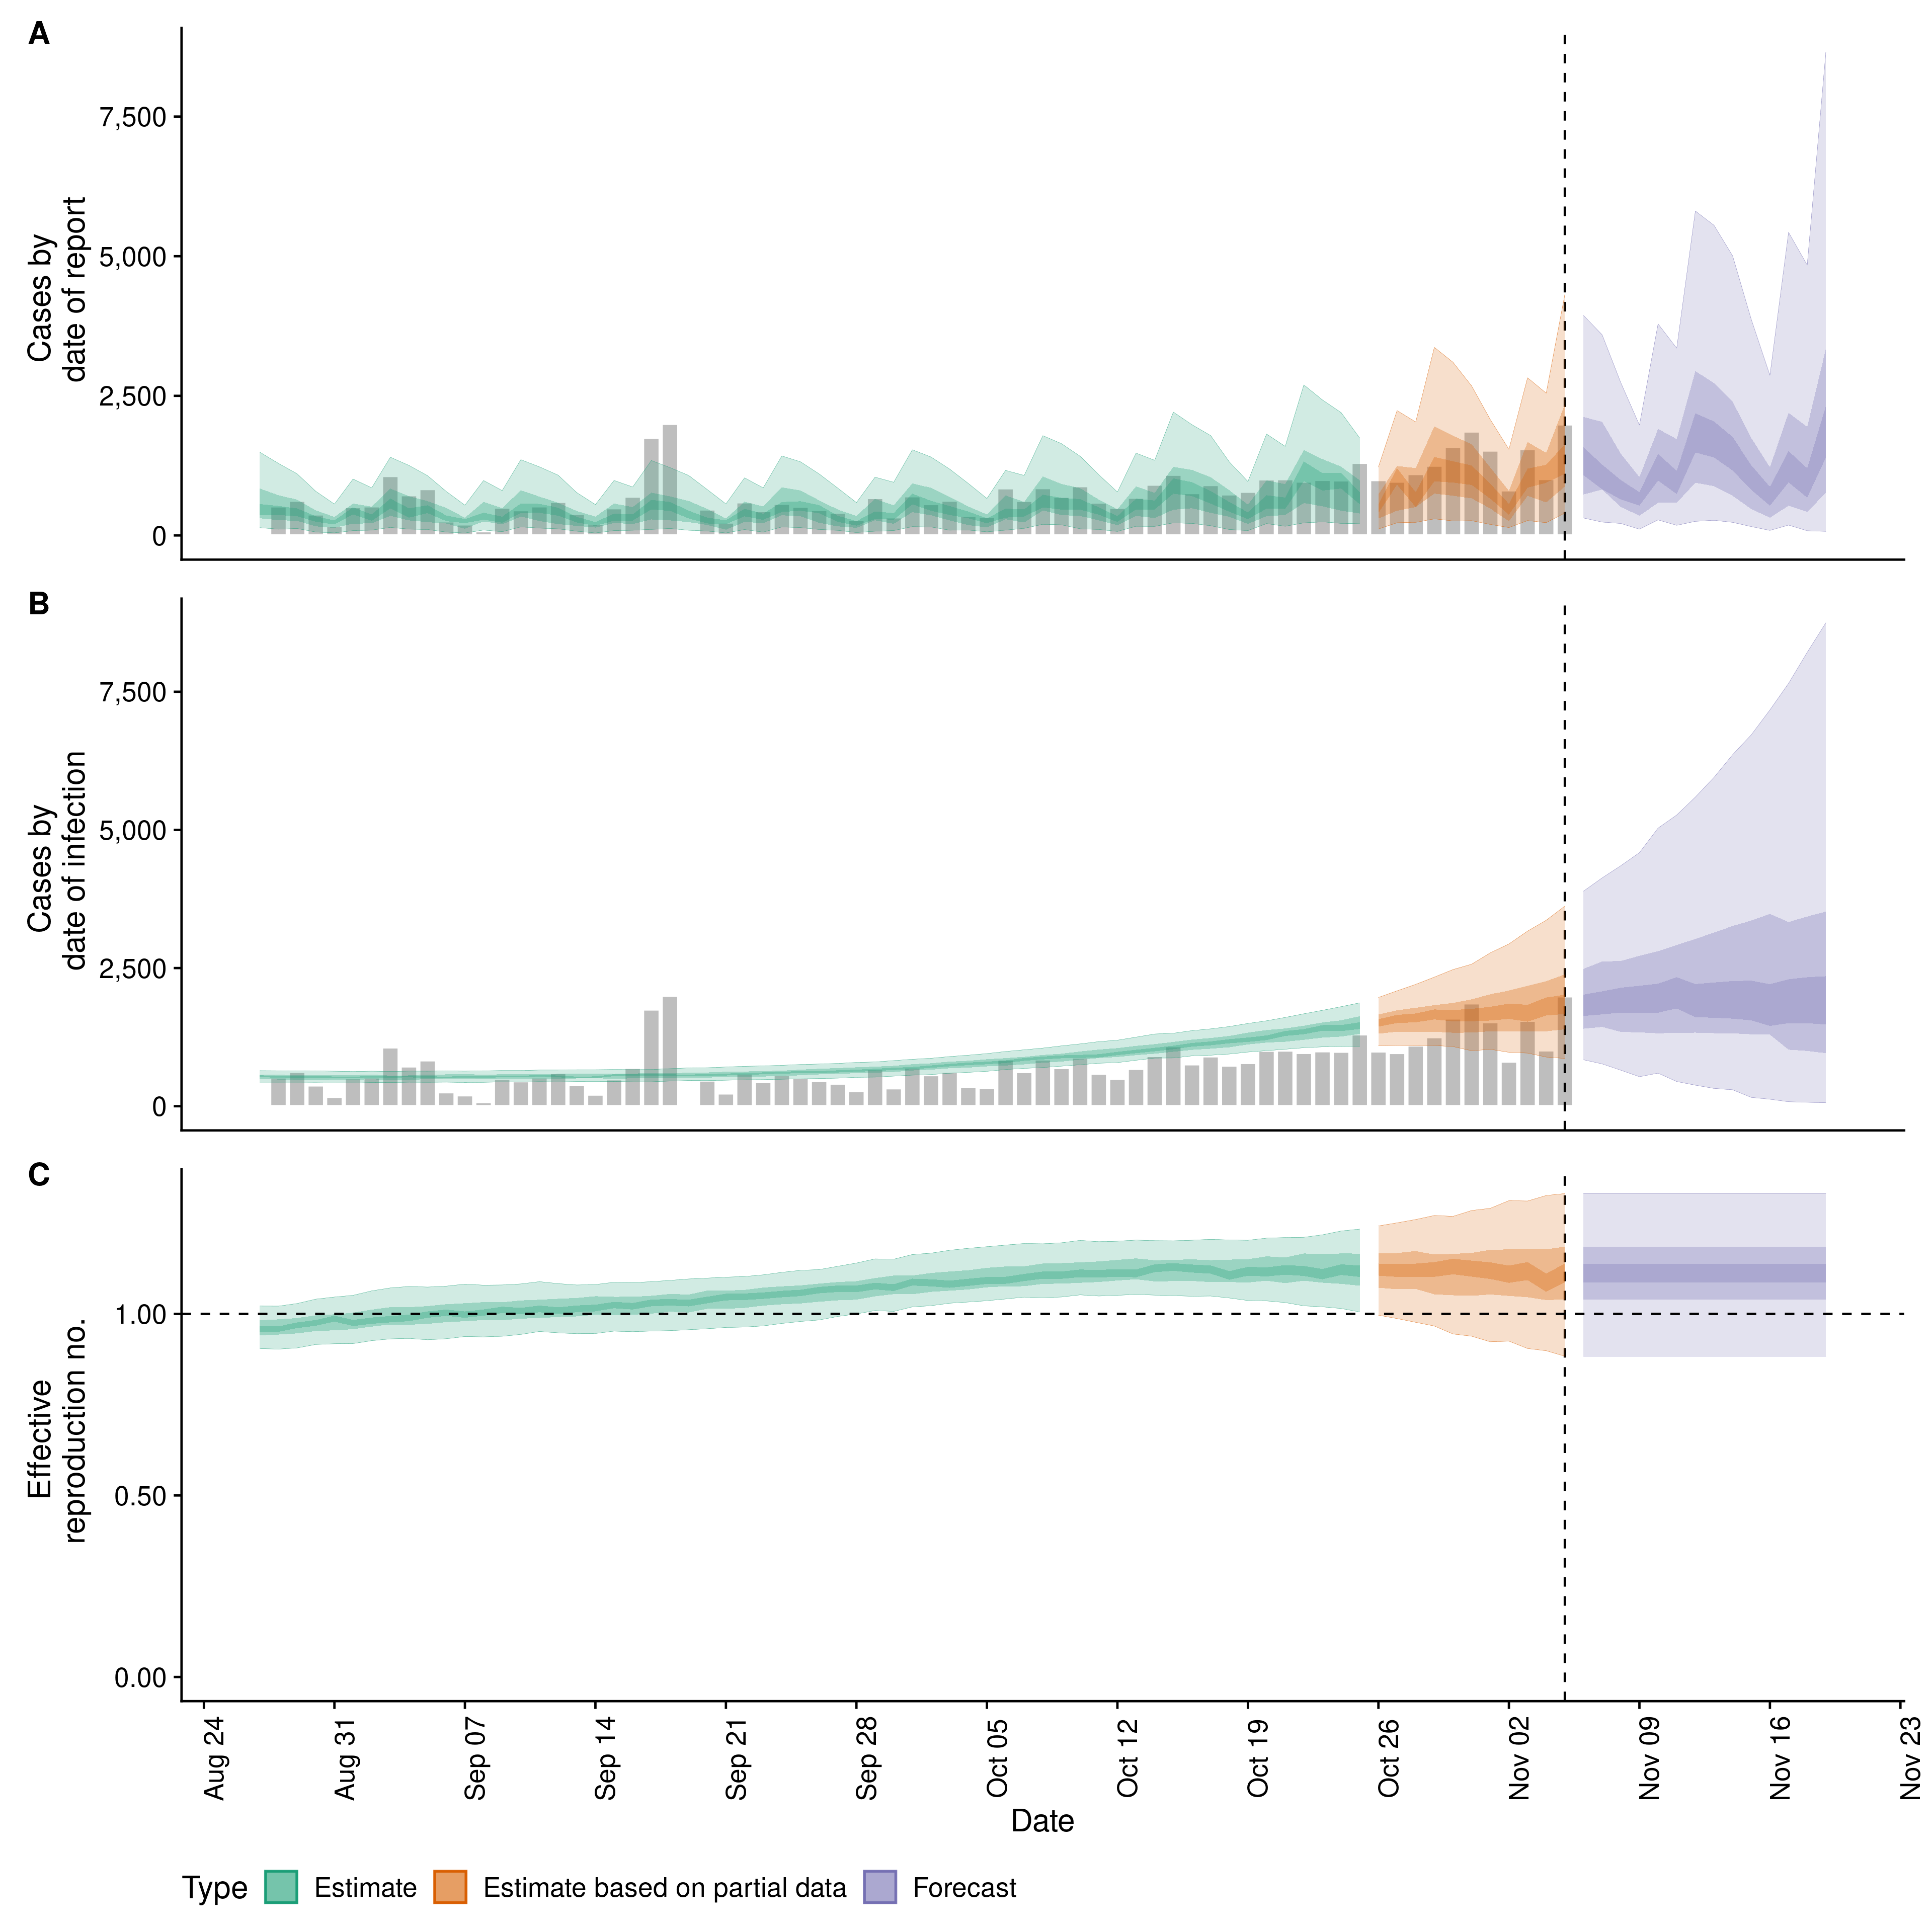 A
7,500
5,000
2,500
0
Cases by
date of report
B
7,500
5,000
2,500
0
Cases by
date of infection
C
1.00
0.50
0.00
Effective
reproduction no.
Aug 24
Aug 31
Sep 07
Sep 14
Sep 21
Sep 28
Oct 05
Oct 12
Oct 19
Oct 26
Nov 02
Nov 09
Nov 16
Nov 23
Date
Type Estimate Estimate based on partial data Forecast